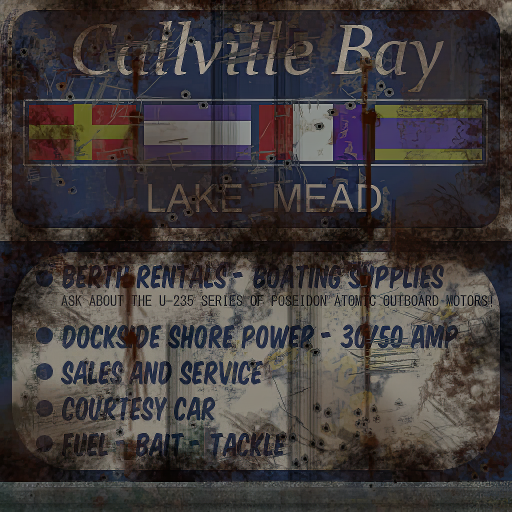 Callville Bay
LAKE MEAD
BERTH RENTALS - BOATING SUPPLIES
ASK ABOUT THE U-235 SERIES OF POSEIDON ATOMIC OUTBOARD MOTORS!
DOCKSIDE SHORE POWER - 30/50 AMP
SALES AND SERVICE
COURTESY CAR
FUEL - BAIT - TACKLE